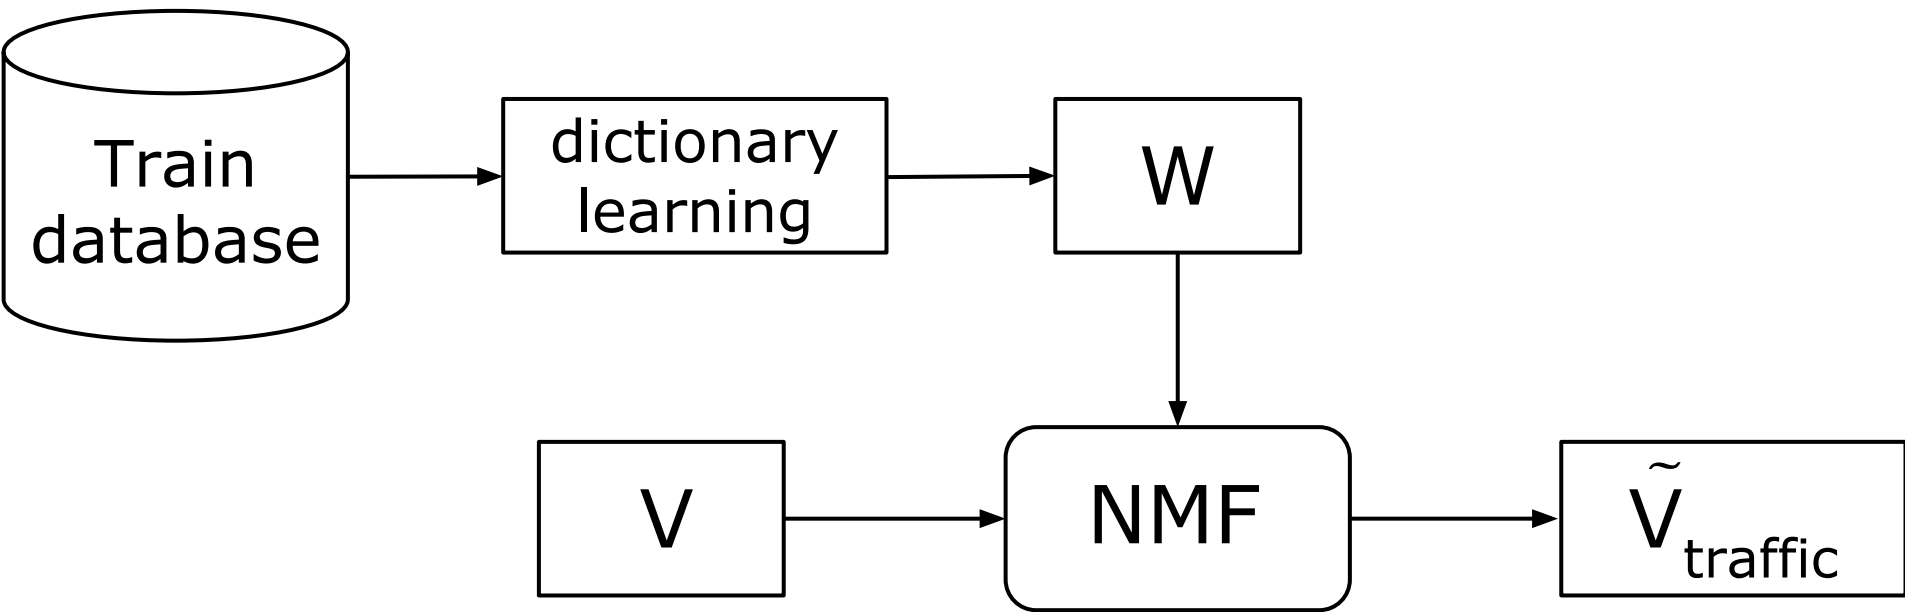 Train
database
dictionary
learning
W
V
NMF
Ṽtraffic